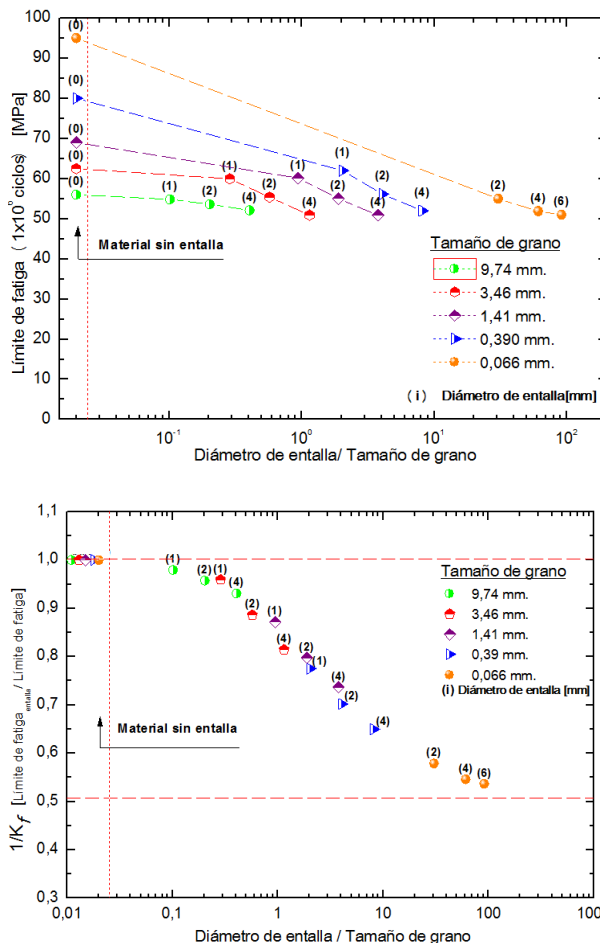 100
90
80
70
60
50
40
30
20
10
0
Límite de fatiga (1x10⁶ ciclos) [MPa]
(0)
(0)
(0)
(0)
(0)
(1)
(2)
(4)
(1)
(2)
(4)
(1)
(2)
(4)
(1)
(2)
(4)
(2)
(4)
(6)
Material sin entalla
Tamaño de grano
9,74 mm.
3,46 mm.
1,41 mm.
0,390 mm.
0,066 mm.
(i) Diámetro de entalla[mm]
10⁻¹ 10⁰ 10¹ 10²
Diámetro de entalla/ Tamaño de grano
1,1
1,0
0,9
0,8
0,7
0,6
0,5
0,4
0,3
1/Kf [Límite de fatiga entalla / Límite de fatiga]
(1)
(2)
(1)
(4)
(2)
(1)
(4)
(2)
(1)
(4)
(2)
(4)
(2)
(4)
(6)
Material sin entalla
Tamaño de grano
9,74 mm.
3,46 mm.
1,41 mm.
0,39 mm.
0,066 mm.
(i) Diámetro de entalla [mm]
0,01 0,1 1 10 100
Diámetro de entalla / Tamaño de grano